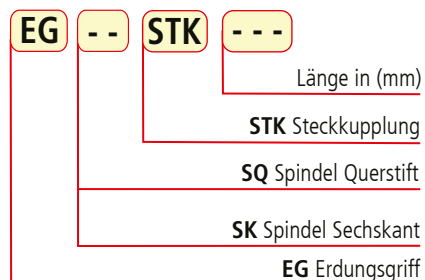 EG - - STK - - -
Länge in (mm)
STK Steckkupplung
SQ Spindel Querstift
SK Spindel Sechskant
EG Erdungsgriff